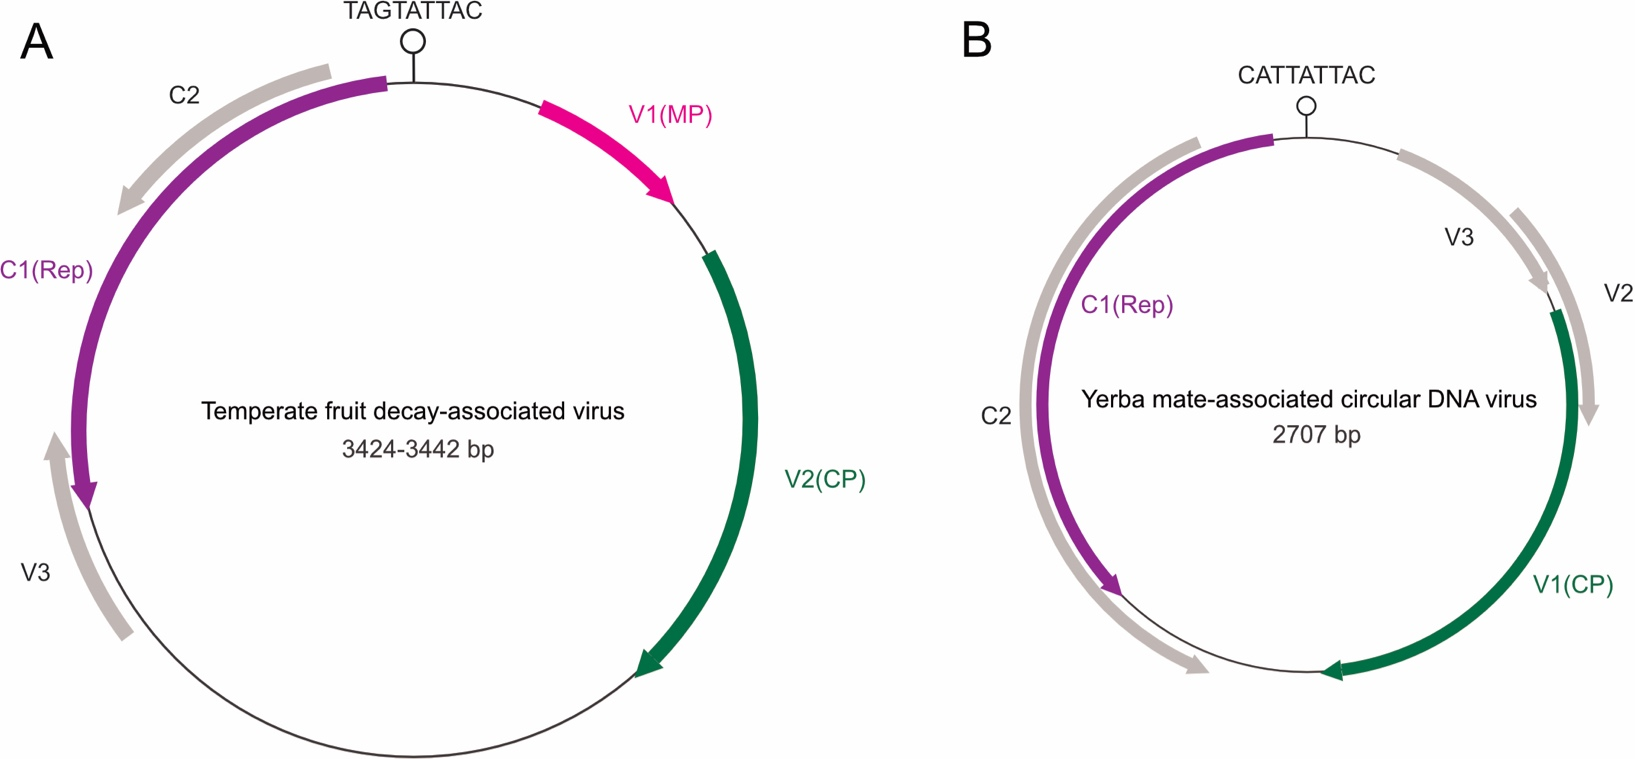 A
TAGTATTAC
C2
V1(MP)
C1(Rep)
Temperate fruit decay-associated virus
3424-3442 bp
V2(CP)
V3
B
CATTATTAC
V3
V2
C1(Rep)
C2
Yerba mate-associated circular DNA virus
2707 bp
V1(CP)